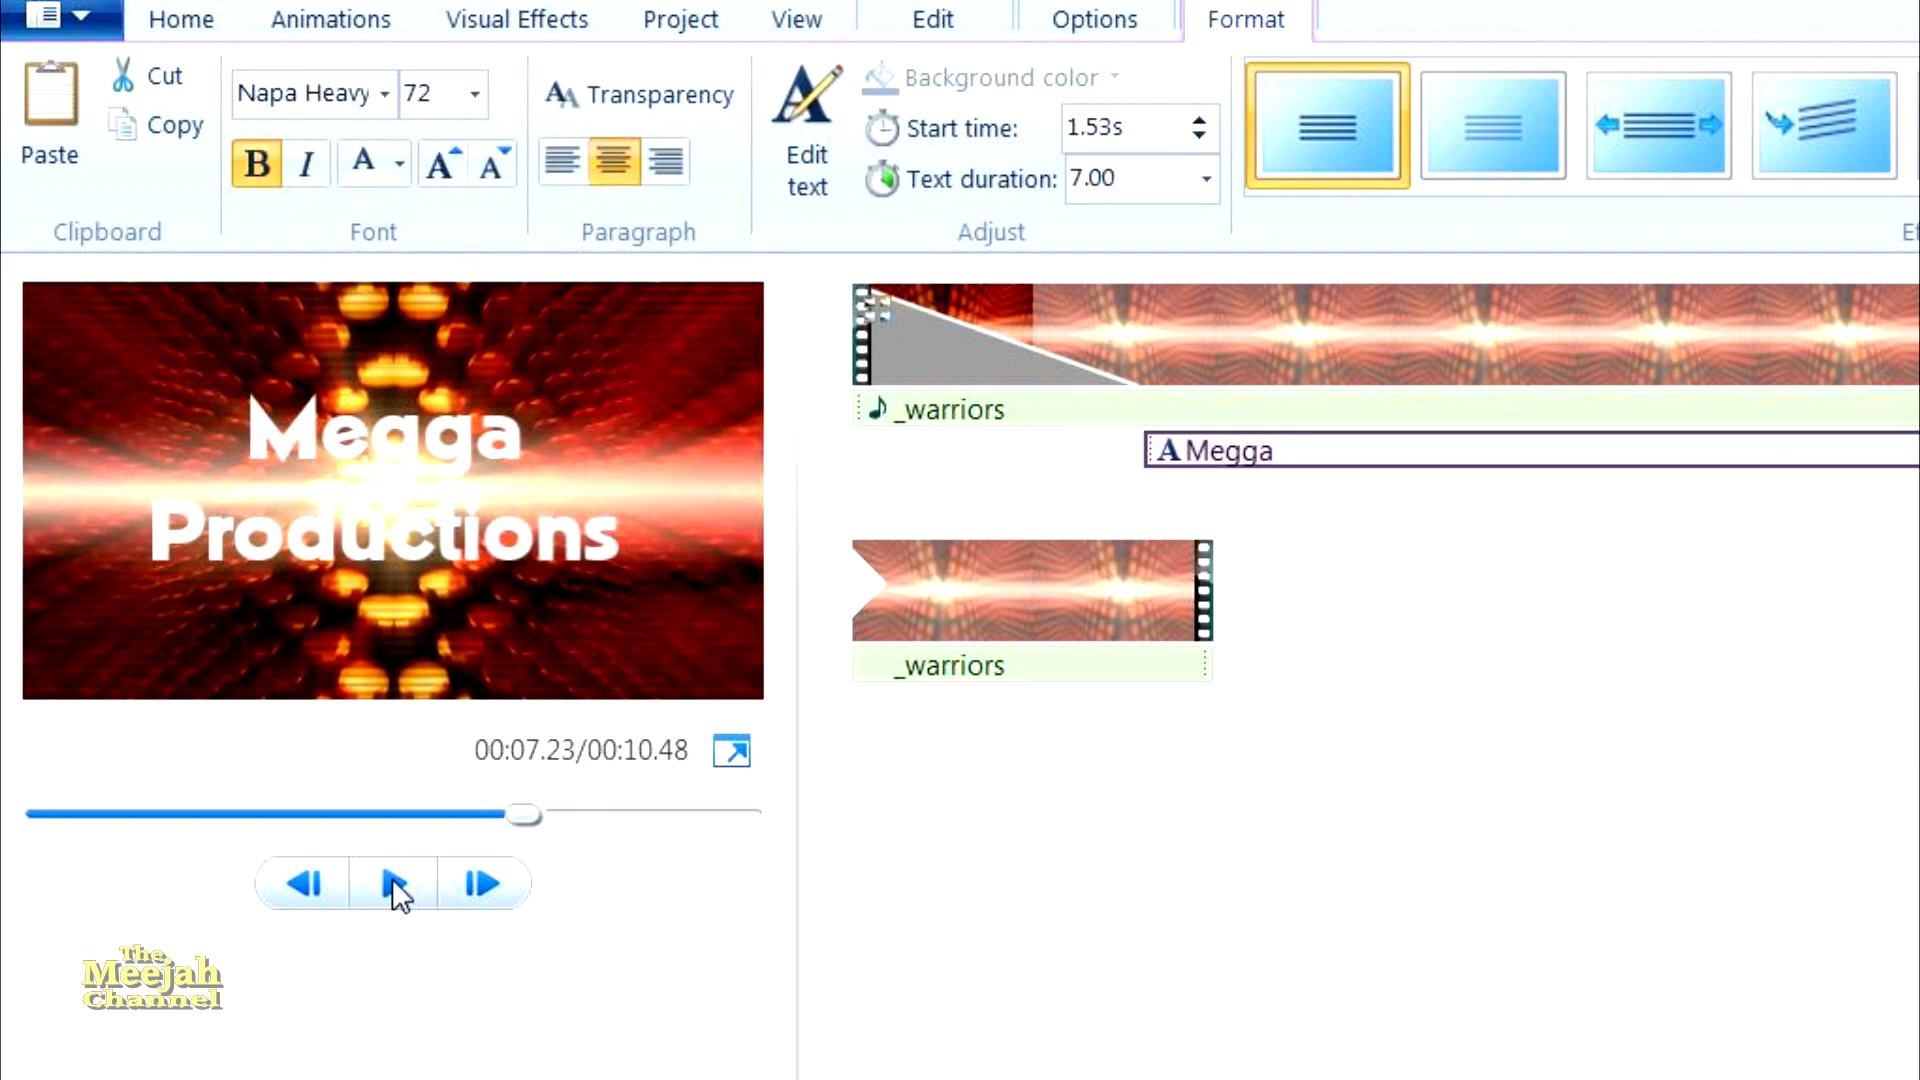 Home Animations Visual Effects Project View Edit Options Format
Paste
Cut
Copy
Clipboard
Napa Heavy 72
B I A A A
Font
AA Transparency
Paragraph
A
Edit
text
Background color
Start time: 1.53s
Text duration: 7.00
Adjust
Megga
Productions
00:07.23/00:10.48
_warriors
A Megga
_warriors
The
Meejah
Channel